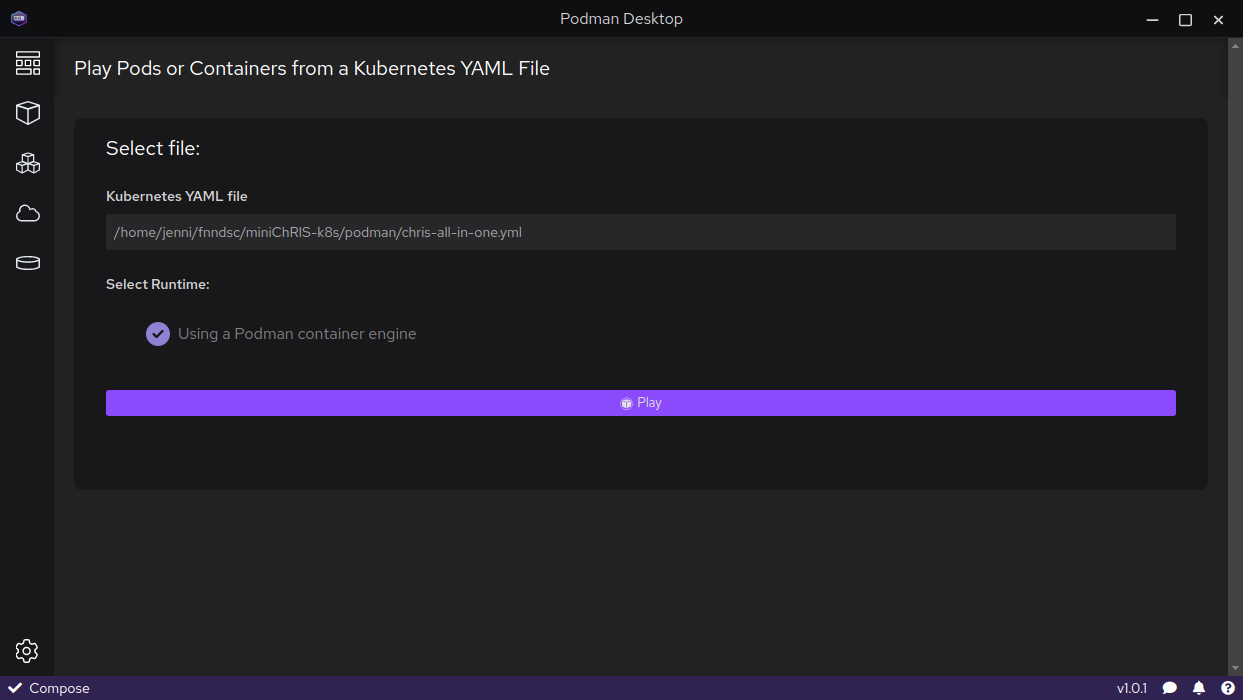 Podman Desktop
Play Pods or Containers from a Kubernetes YAML File
Select file:
Kubernetes YAML file
/home/jenni/fnndsc/miniChRIS-k8s/podman/chris-all-in-one.yml
Select Runtime:
Using a Podman container engine
Play
Compose
v1.0.1